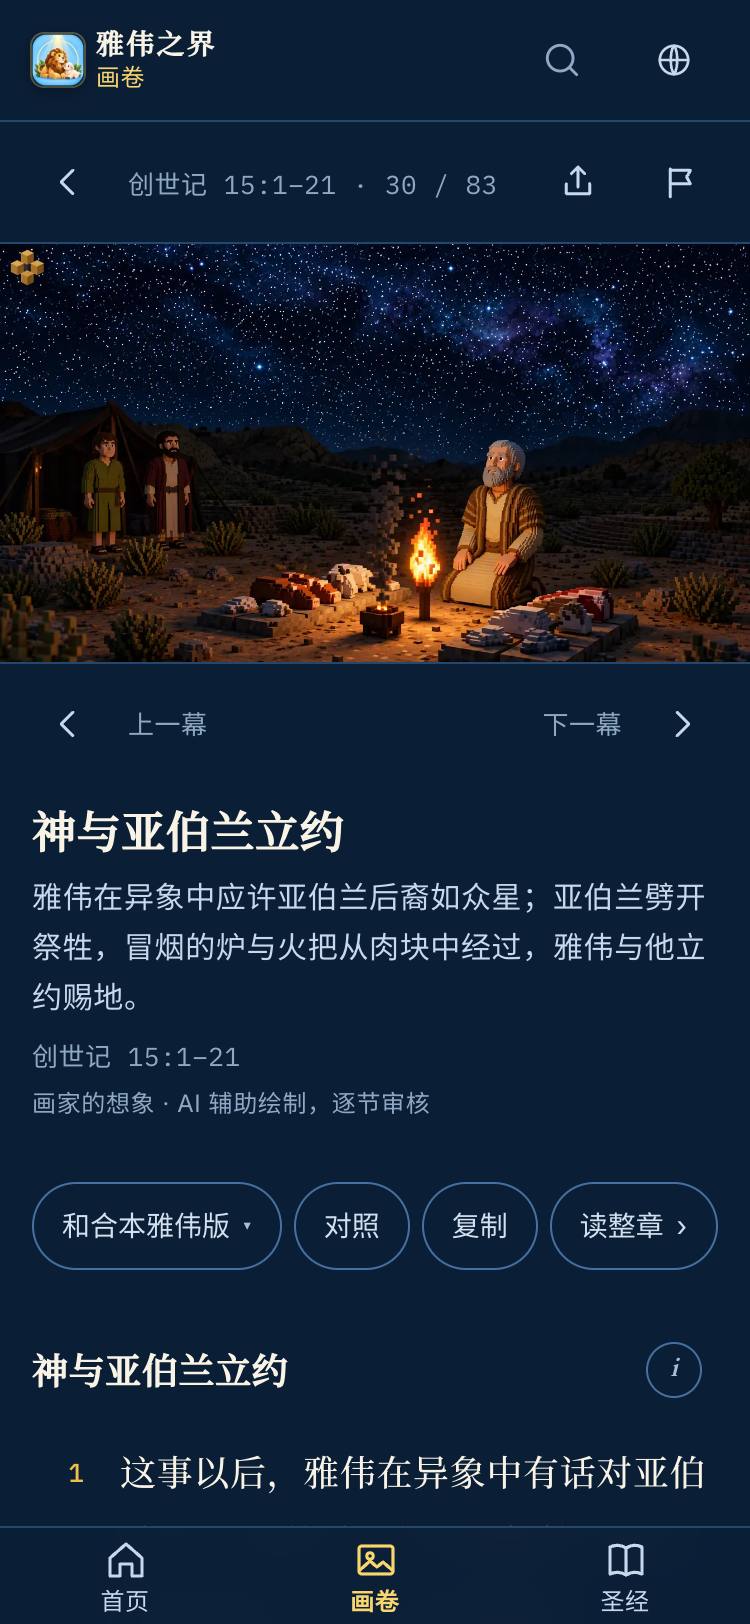 雅伟之界
画卷
创世记 15:1–21 · 30 / 83
上一幕
下一幕
神与亚伯兰立约
雅伟在异象中应许亚伯兰后裔如众星；亚伯兰劈开
祭牲，冒烟的炉与火把从肉块中经过，雅伟与他立
约赐地。
创世记 15:1–21
画家的想象 · AI 辅助绘制，逐节审核
和合本雅伟版 ▾
对照
复制
读整章 ›
神与亚伯兰立约
i
1 这事以后，雅伟在异象中有话对亚伯
首页
画卷
圣经